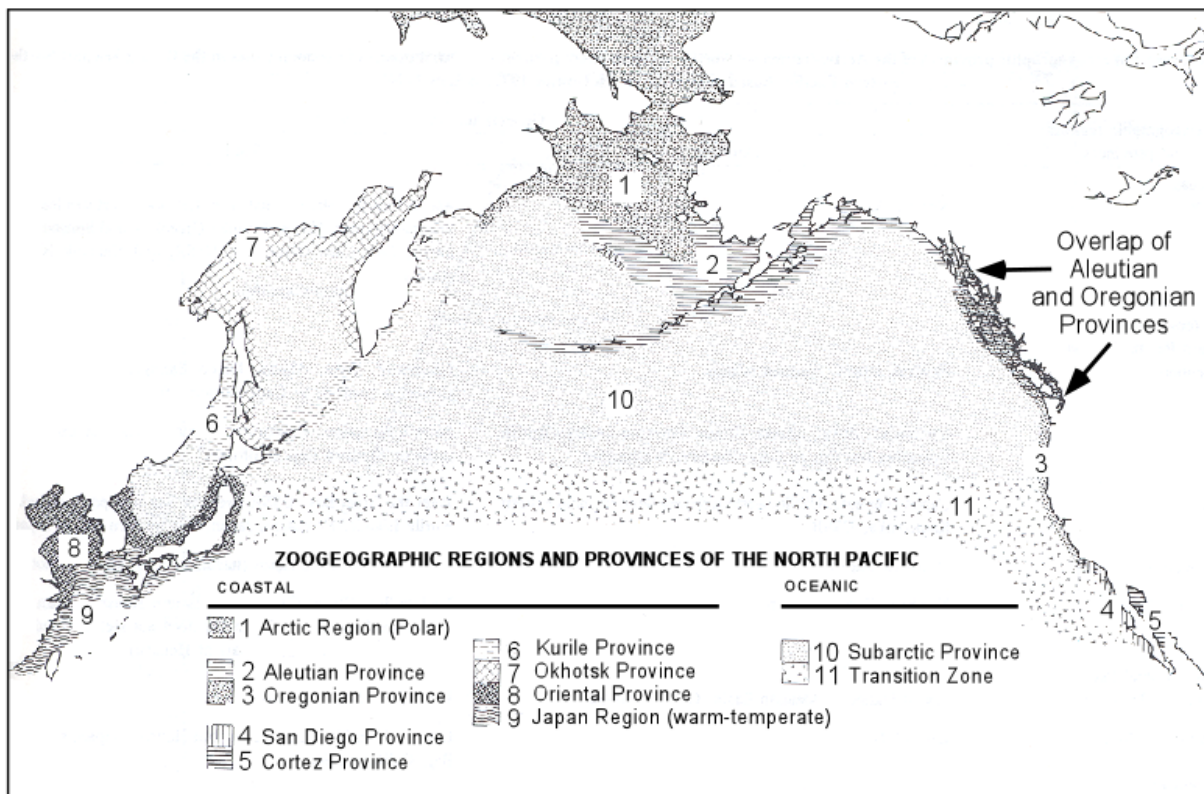 1
7
2
Overlap of
Aleutian
and Oregonian
Provinces
10
6
3
11
8
9
4
5
ZOOGEOGRAPHIC REGIONS AND PROVINCES OF THE NORTH PACIFIC
COASTAL
OCEANIC
1 Arctic Region (Polar)
2 Aleutian Province
3 Oregonian Province
4 San Diego Province
5 Cortez Province
6 Kurile Province
7 Okhotsk Province
8 Oriental Province
9 Japan Region (warm-temperate)
10 Subarctic Province
11 Transition Zone